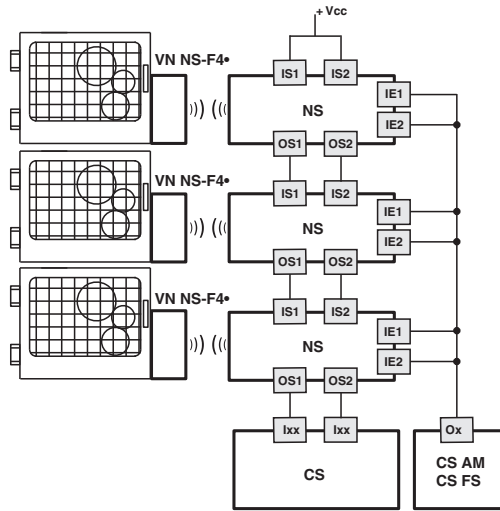 + Vcc
VN NS-F4•
IS1 IS2
IE1
NS
IE2
OS1 OS2
VN NS-F4•
IS1 IS2
IE1
NS
IE2
OS1 OS2
VN NS-F4•
IS1 IS2
IE1
NS
IE2
OS1 OS2
Ixx Ixx
Ox
CS
CS AM
CS FS